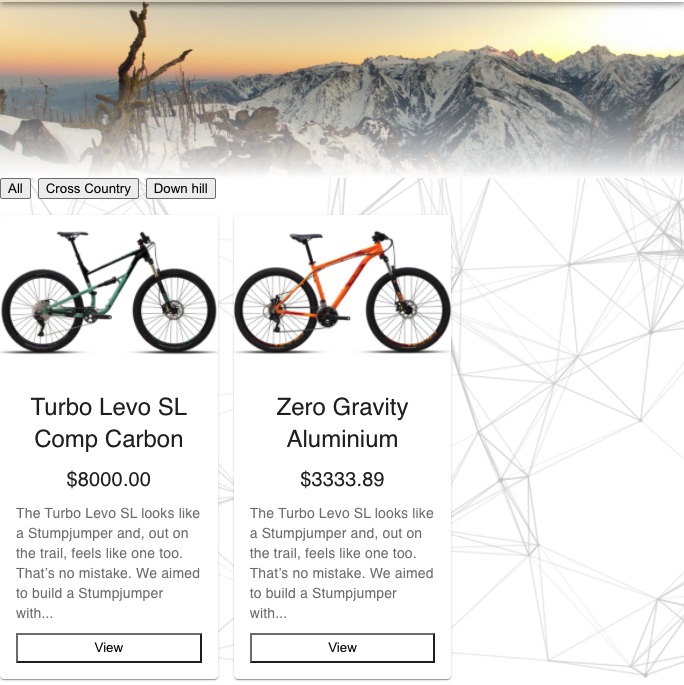 All Cross Country Down hill
Turbo Levo SL
Comp Carbon
$8000.00
The Turbo Levo SL looks like
a Stumpjumper and, out on
the trail, feels like one too.
That’s no mistake. We aimed
to build a Stumpjumper
with...
View
Zero Gravity
Aluminium
$3333.89
The Turbo Levo SL looks like
a Stumpjumper and, out on
the trail, feels like one too.
That’s no mistake. We aimed
to build a Stumpjumper
with...
View